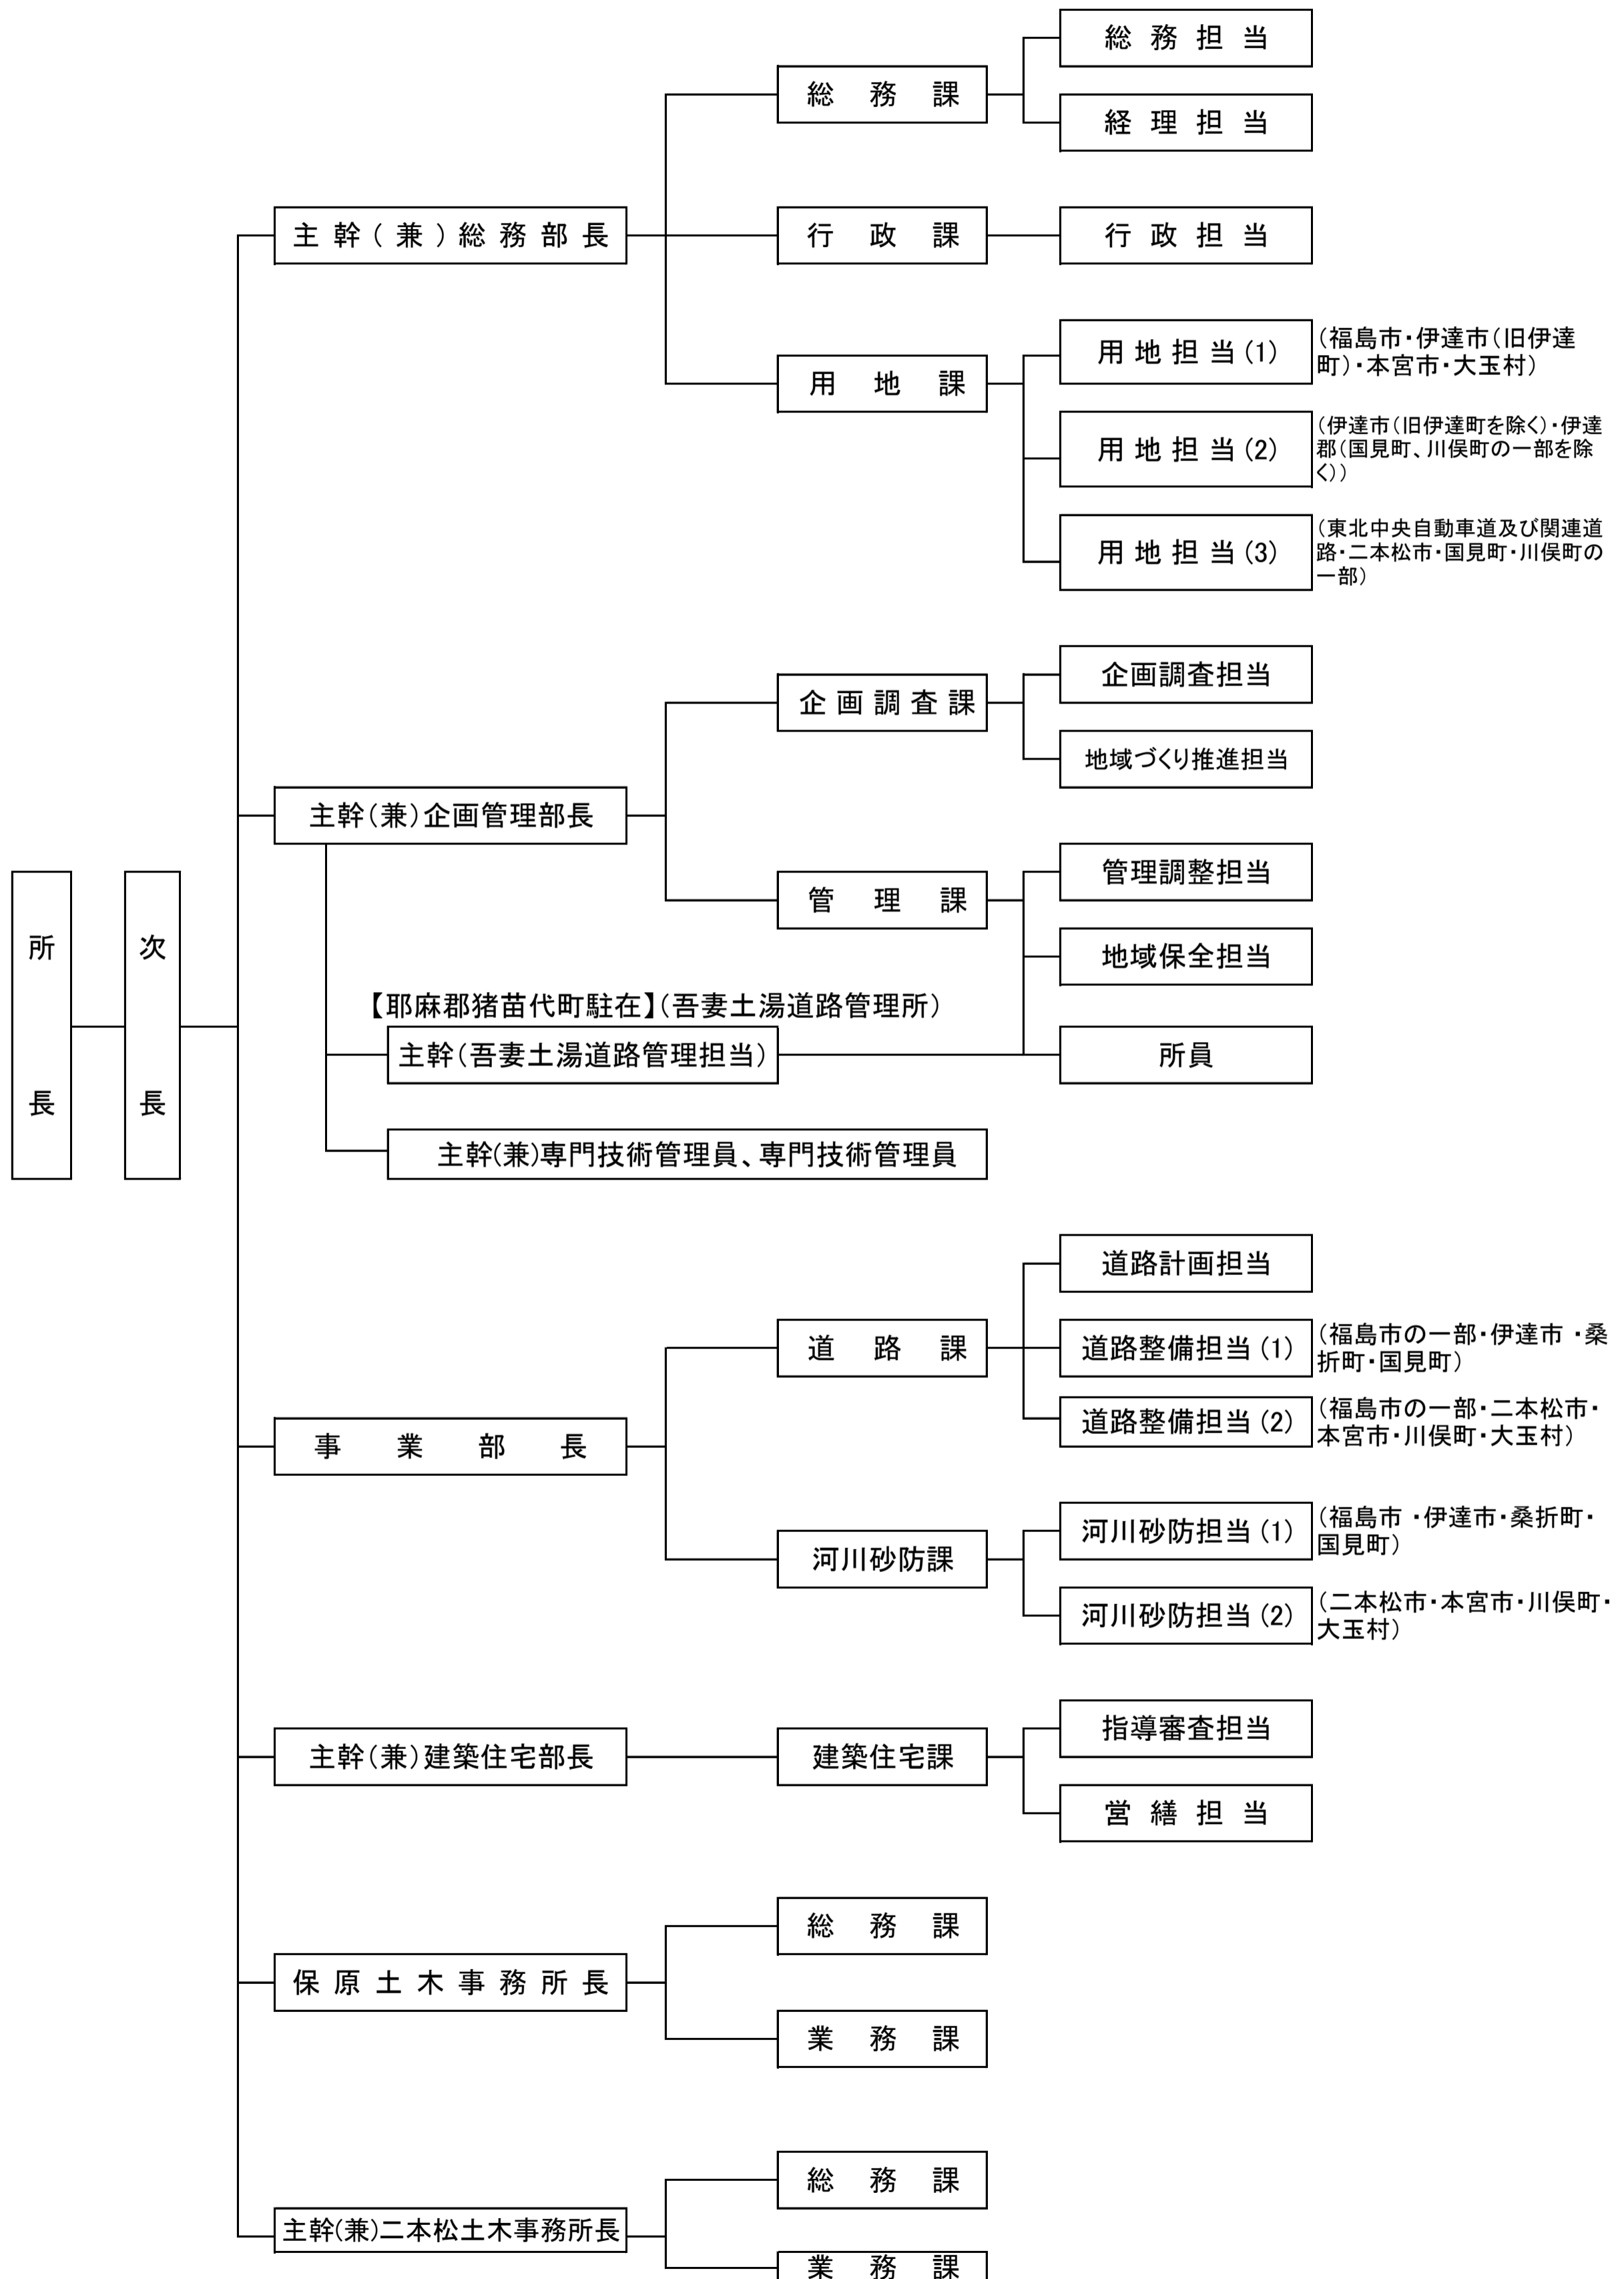 所長
次長
主幹(兼)総務部長
総務課
総務担当
経理担当
行政課
行政担当
用地課
用地担当(1)
(福島市・伊達市(旧伊達
町)・本宮市・大玉村)
用地担当(2)
(伊達市(旧伊達町を除く)・伊達
郡(国見町、川俣町の一部を除
く))
用地担当(3)
(東北中央自動車道及び関連道
路・二本松市・国見町・川俣町の
一部)
主幹(兼)企画管理部長
企画調査課
企画調査担当
地域づくり推進担当
管理課
管理調整担当
地域保全担当
【耶麻郡猪苗代町駐在】(吾妻土湯道路管理所)
主幹(吾妻土湯道路管理担当)
所員
主幹(兼)専門技術管理員、専門技術管理員
事業部長
道路課
道路計画担当
道路整備担当(1)
(福島市の一部・伊達市・桑
折町・国見町)
道路整備担当(2)
(福島市の一部・二本松市・
本宮市・川俣町・大玉村)
河川砂防課
河川砂防担当(1)
(福島市・伊達市・桑折町・
国見町)
河川砂防担当(2)
(二本松市・本宮市・川俣町・
大玉村)
主幹(兼)建築住宅部長
建築住宅課
指導審査担当
営繕担当
保原土木事務所長
総務課
業務課
主幹(兼)二本松土木事務所長
総務課
業務課